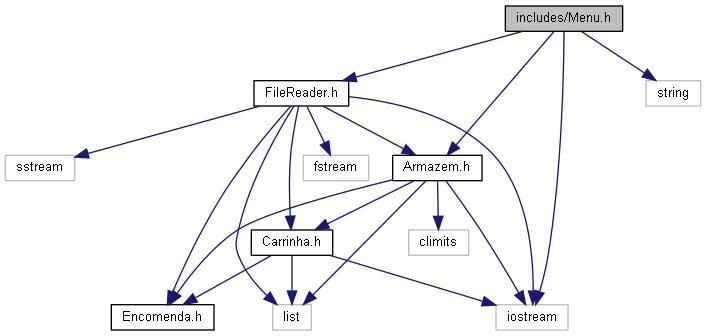 includes/Menu.h
FileReader.h
string
sstream
fstream
Armazem.h
Carrinha.h
climits
Encomenda.h
list
iostream